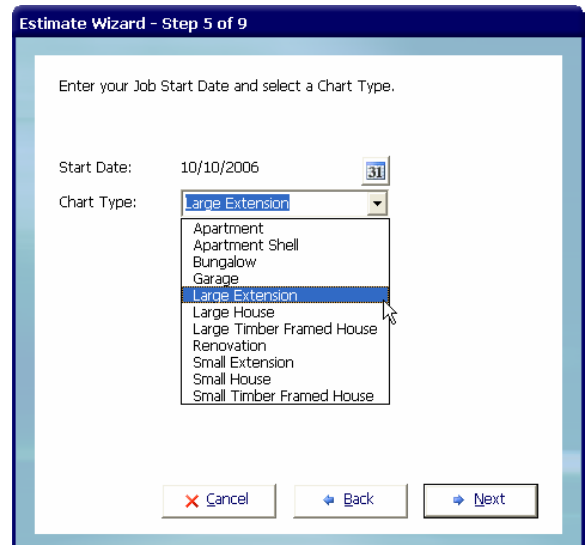 Estimate Wizard - Step 5 of 9
Enter your Job Start Date and select a Chart Type.
Start Date: 10/10/2006 31
Chart Type: Large Extension
Apartment
Apartment Shell
Bungalow
Garage
Large Extension
Large House
Large Timber Framed House
Renovation
Small Extension
Small House
Small Timber Framed House
Cancel Back Next